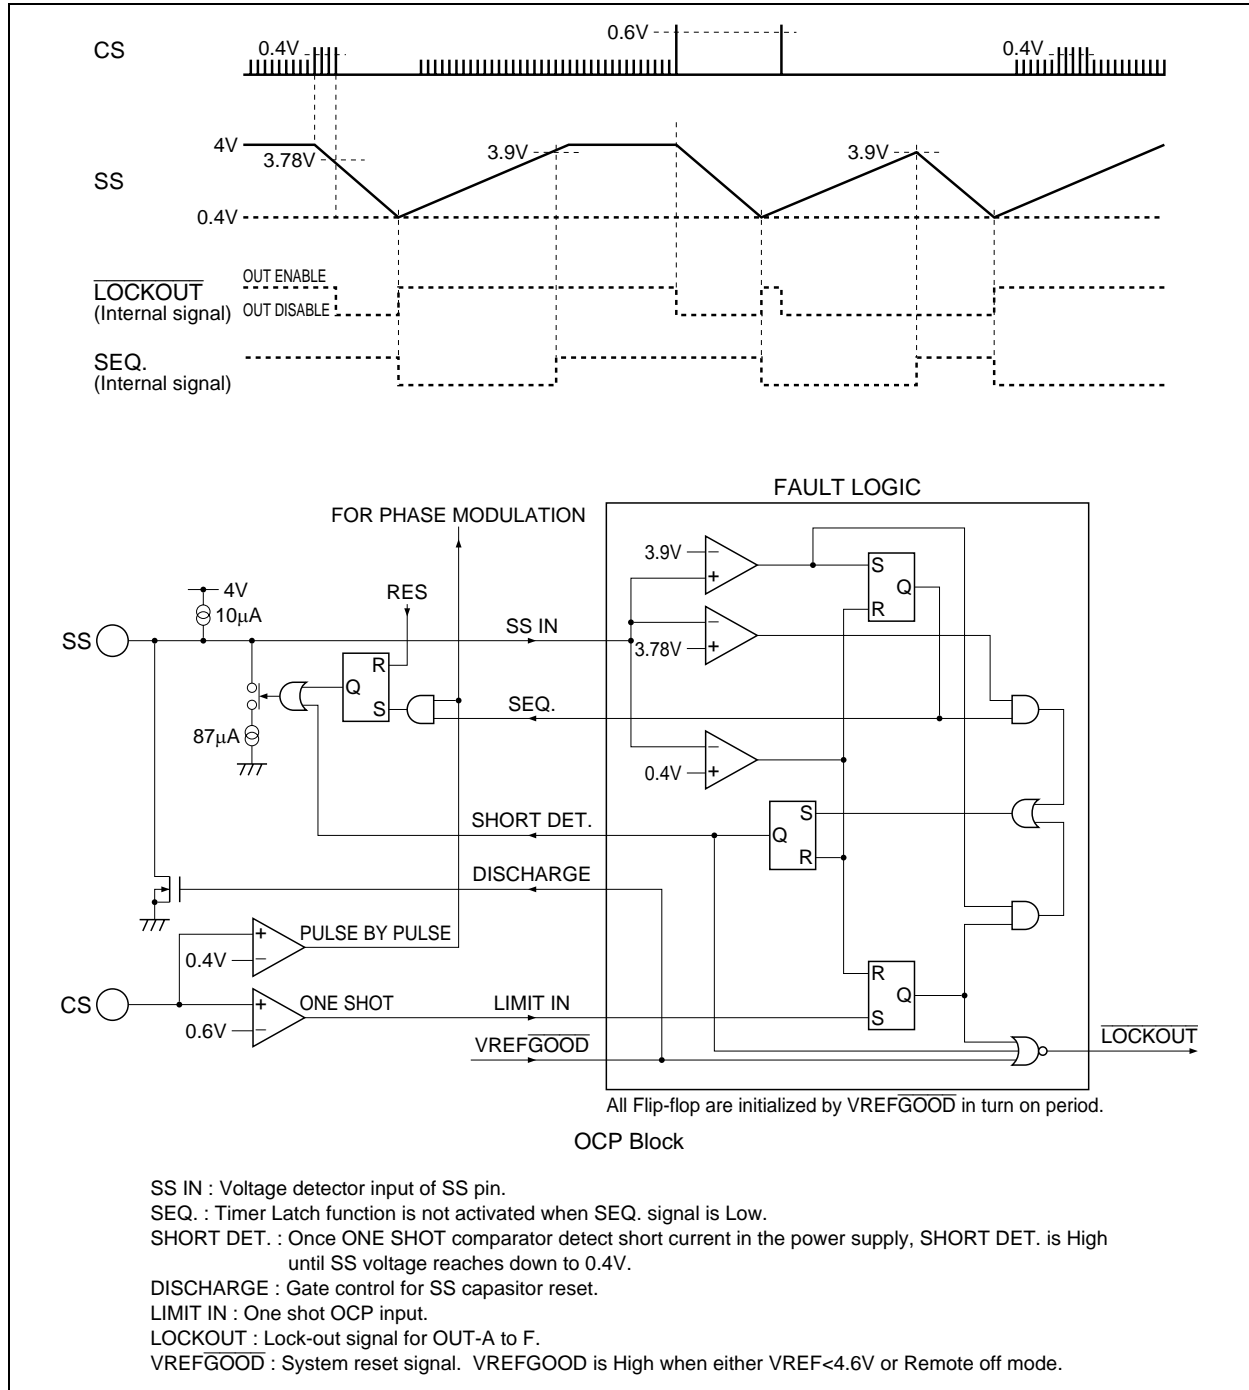 CS
0.4V
0.6V
0.4V
4V
3.78V
3.9V
3.9V
SS
0.4V
LOCKOUT
(Internal signal)
OUT ENABLE
OUT DISABLE
SEQ.
(Internal signal)
FAULT LOGIC
FOR PHASE MODULATION
3.9V
−
+
S
Q
R
4V
10μA
RES
SS
SS IN
−
3.78V
+
R
Q
S
SEQ.
87μA
−
0.4V
+
SHORT DET.
S
Q
R
DISCHARGE
+
PULSE BY PULSE
0.4V
−
R
Q
S
CS
+
ONE SHOT
LIMIT IN
0.6V
−
VREFGOOD
LOCKOUT
All Flip-flop are initialized by VREFGOOD in turn on period.
OCP Block
SS IN : Voltage detector input of SS pin.
SEQ. : Timer Latch function is not activated when SEQ. signal is Low.
SHORT DET. : Once ONE SHOT comparator detect short current in the power supply, SHORT DET. is High
until SS voltage reaches down to 0.4V.
DISCHARGE : Gate control for SS capasitor reset.
LIMIT IN : One shot OCP input.
LOCKOUT : Lock-out signal for OUT-A to F.
VREFGOOD : System reset signal. VREFGOOD is High when either VREF<4.6V or Remote off mode.